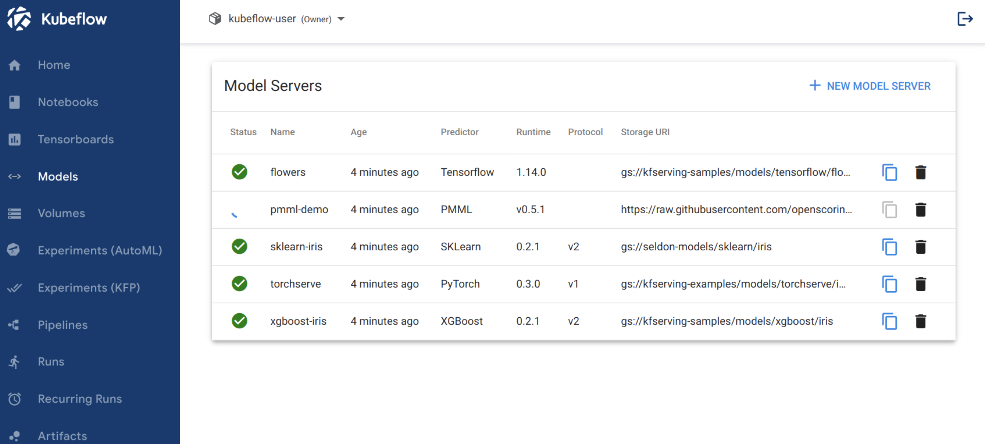 Kubeflow
kubeflow-user (Owner)
Home
Notebooks
Tensorboards
Models
Volumes
Experiments (AutoML)
Experiments (KFP)
Pipelines
Runs
Recurring Runs
Artifacts
Model Servers
NEW MODEL SERVER
Status Name Age Predictor Runtime Protocol Storage URI
flowers 4 minutes ago Tensorflow 1.14.0 gs://kfserving-samples/models/tensorflow/flo...
pmml-demo 4 minutes ago PMML v0.5.1 https://raw.githubusercontent.com/openscorin...
sklearn-iris 4 minutes ago SKLearn 0.2.1 v2 gs://seldon-models/sklearn/iris
torchserve 4 minutes ago PyTorch 0.3.0 v1 gs://kfserving-examples/models/torchserve/i...
xgboost-iris 4 minutes ago XGBoost 0.2.1 v2 gs://kfserving-samples/models/xgboost/iris